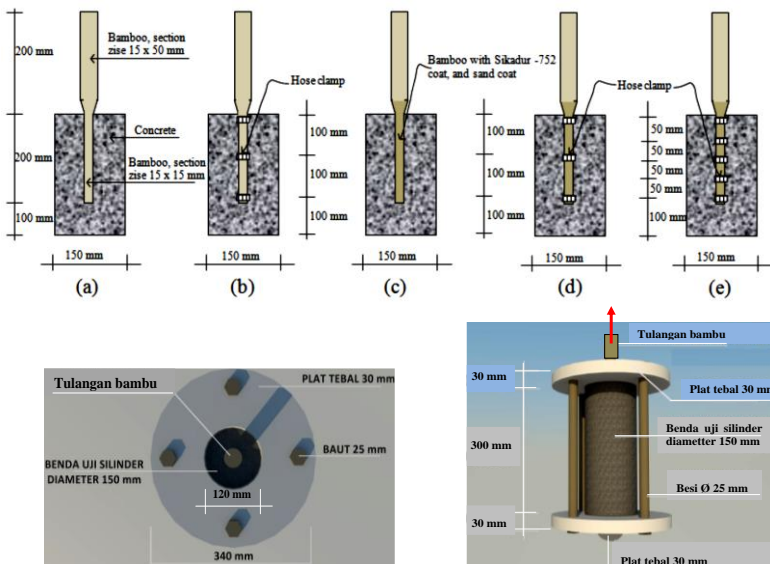 200 mm
200 mm
100 mm
Bamboo, section
zise 15 x 50 mm
Concrete
Bamboo, section
zise 15 x 15 mm
150 mm
(a)
Hose clamp
100 mm
100 mm
100 mm
150 mm
(b)
Bamboo with Sikadur -752
coat, and sand coat
150 mm
(c)
Hose clamp
100 mm
100 mm
100 mm
150 mm
(d)
50 mm
50 mm
50 mm
50 mm
100 mm
150 mm
(e)
Tulangan bambu
PLAT TEBAL 30 mm
BENDA UJI SILINDER
DIAMETER 150 mm
BAUT 25 mm
120 mm
340 mm
Tulangan bambu
30 mm
Plat tebal 30 mm
300 mm
Benda uji silinder
diametter 150 mm
Besi Ø 25 mm
30 mm
Plat tebal 30 mm